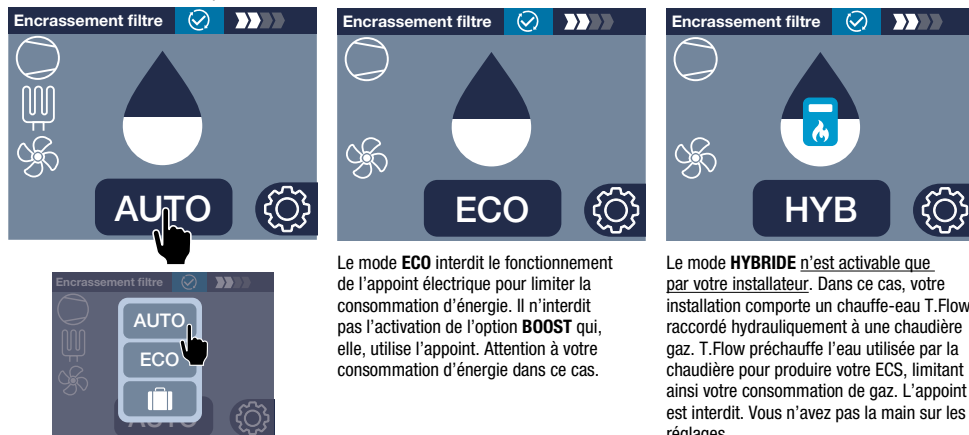 Encrassement filtre
AUTO
Encrassement filtre
AUTO
ECO
AUTO
Encrassement filtre
ECO
Le mode ECO interdit le fonctionnement
de l'appoint électrique pour limiter la
consommation d'énergie. Il n'interdit
pas l'activation de l'option BOOST qui,
elle, utilise l'appoint. Attention à votre
consommation d'énergie dans ce cas.
Encrassement filtre
HYB
Le mode HYBRIDE n'est activable que
par votre installateur. Dans ce cas, votre
installation comporte un chauffe-eau T.Flow
raccordé hydrauliquement à une chaudière
gaz. T.Flow préchauffe l'eau utilisée par la
chaudière pour produire votre ECS, limitant
ainsi votre consommation de gaz. L'appoint
est interdit. Vous n'avez pas la main sur les
réglages